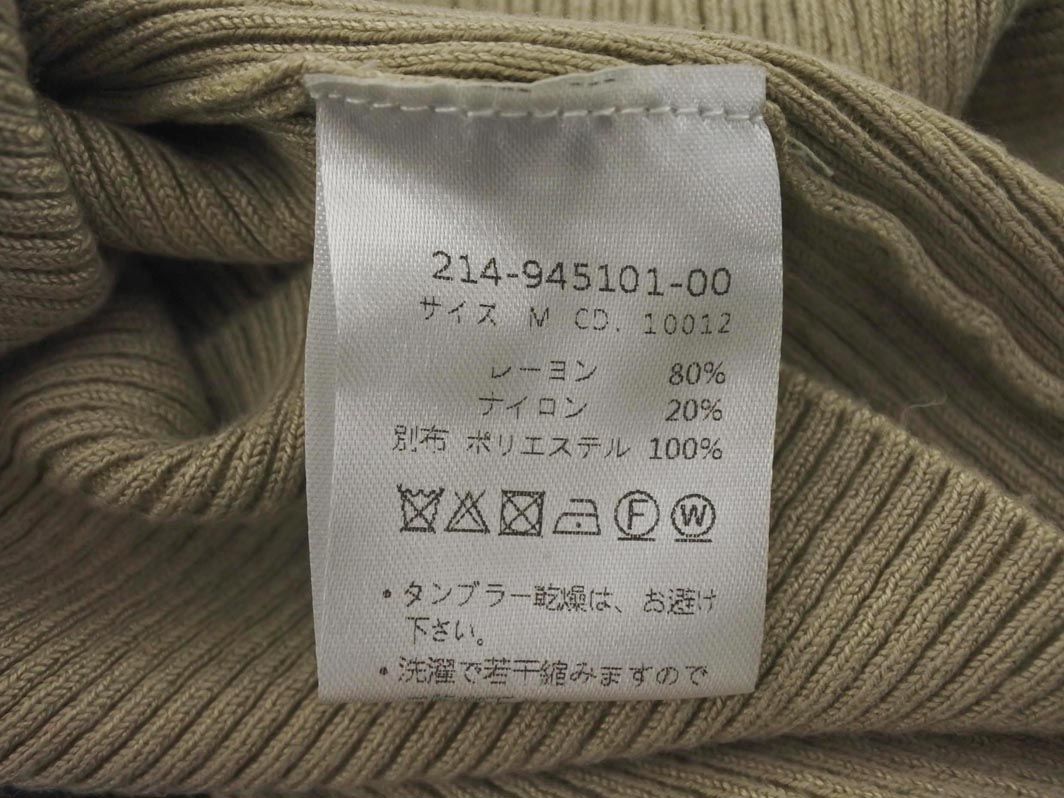 214-945101-00
サイズ M CD. 10012
レーヨン 80%
ナイロン 20%
別布 ポリエステル 100%
F W
・タンブラー乾燥は、お避け
下さい。
・洗濯で若干縮みますので